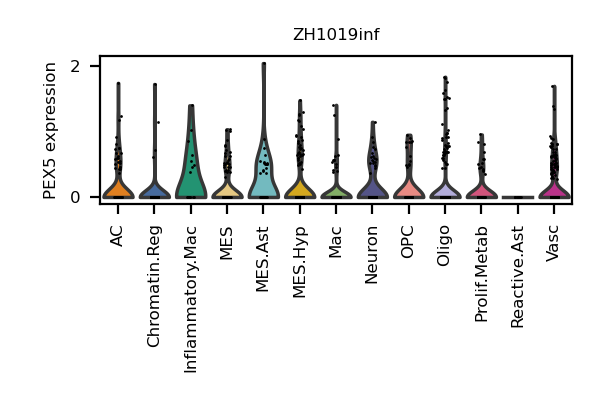 ZH1019inf
PEX5 expression
2
0
AC
Chromatin.Reg
Inflammatory.Mac
MES
MES.Ast
MES.Hyp
Mac
Neuron
OPC
Oligo
Prolif.Metab
Reactive.Ast
Vasc